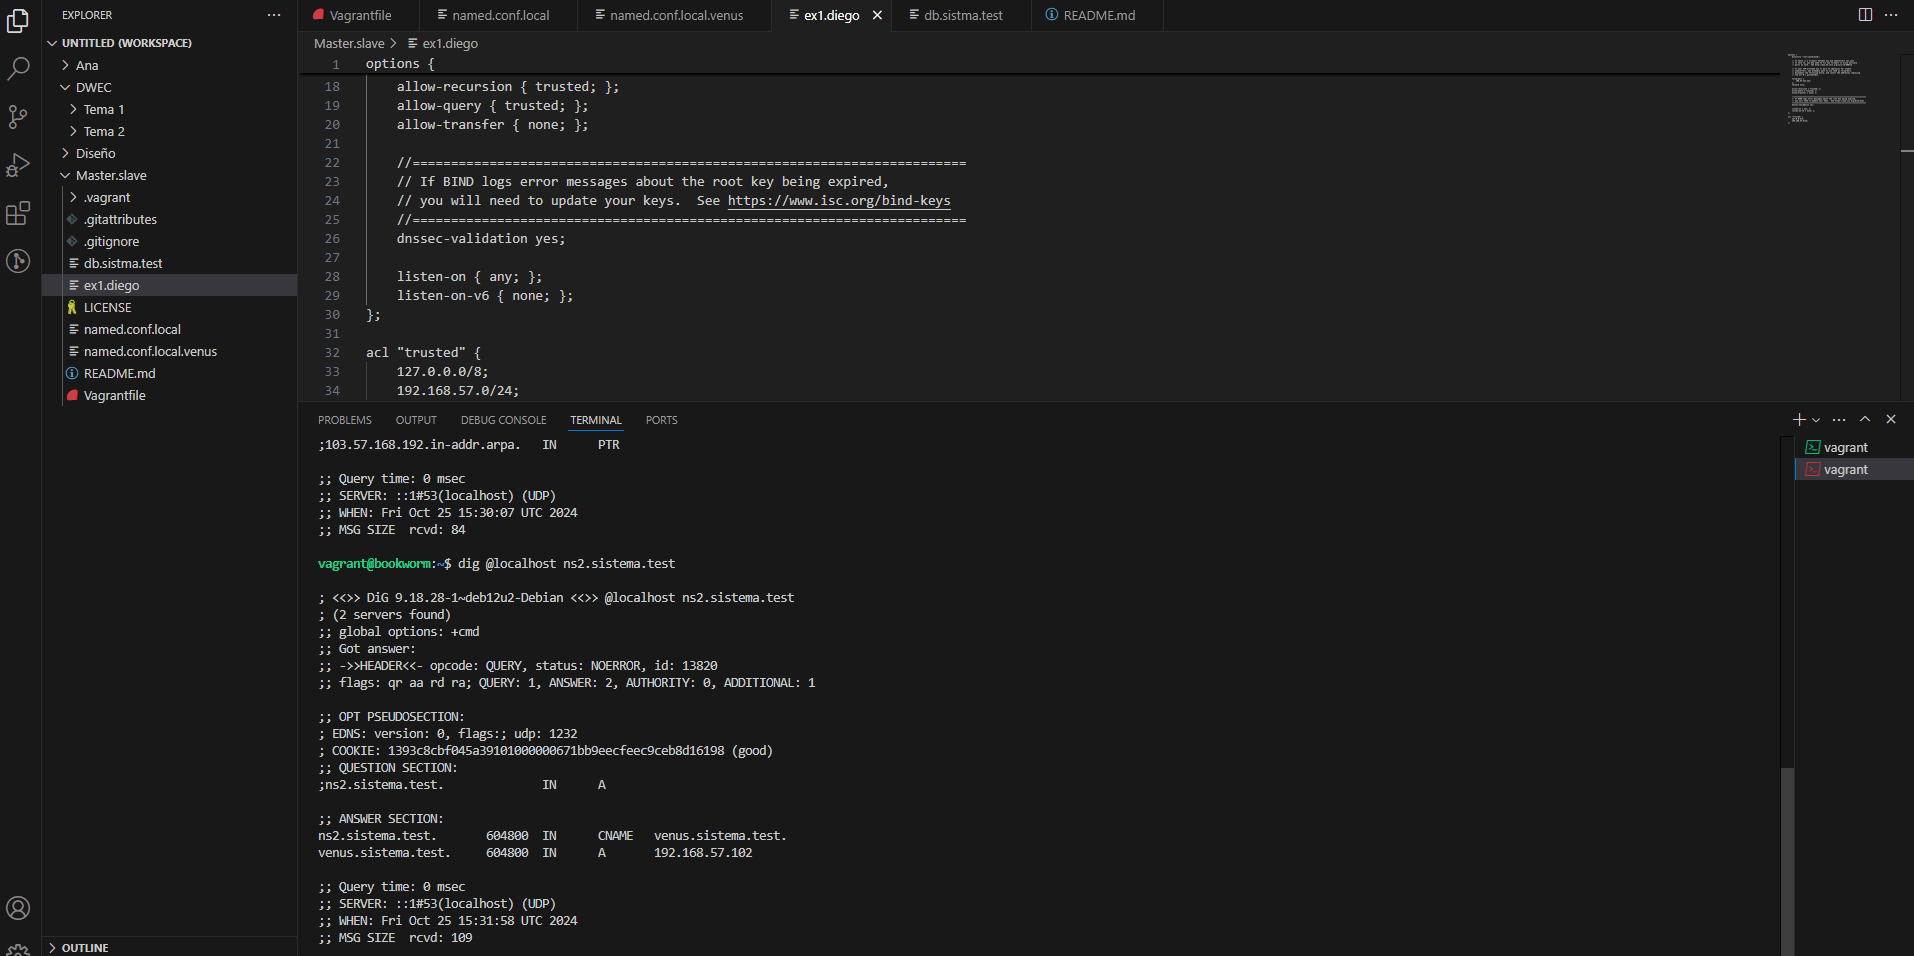 EXPLORER
UNTITLED (WORKSPACE)
Ana
DWEC
Tema 1
Tema 2
Diseño
Master.slave
.vagrant
.gitattributes
.gitignore
db.sistma.test
ex1.diego
LICENSE
named.conf.local
named.conf.local.venus
README.md
Vagrantfile
OUTLINE
Vagrantfile
named.conf.local
named.conf.local.venus
ex1.diego
db.sistma.test
README.md
Master.slave > ex1.diego
1 options {
18 allow-recursion { trusted; };
19 allow-query { trusted; };
20 allow-transfer { none; };
21
22 //========================================================================
23 // If BIND logs error messages about the root key being expired,
24 // you will need to update your keys.  See https://www.isc.org/bind-keys
25 //========================================================================
26 dnssec-validation yes;
27
28 listen-on { any; };
29 listen-on-v6 { none; };
30 };
31
32 acl "trusted" {
33 127.0.0.0/8;
34 192.168.57.0/24;
PROBLEMS OUTPUT DEBUG CONSOLE TERMINAL PORTS
;103.57.168.192.in-addr.arpa. IN PTR
;; Query time: 0 msec
;; SERVER: ::1#53(localhost) (UDP)
;; WHEN: Fri Oct 25 15:30:07 UTC 2024
;; MSG SIZE  rcvd: 84
vagrant@bookworm:~$ dig @localhost ns2.sistema.test
; <<>> DiG 9.18.28-1~deb12u2-Debian <<>> @localhost ns2.sistema.test
; (2 servers found)
;; global options: +cmd
;; Got answer:
;; ->>HEADER<<- opcode: QUERY, status: NOERROR, id: 13820
;; flags: qr aa rd ra; QUERY: 1, ANSWER: 2, AUTHORITY: 0, ADDITIONAL: 1
;; OPT PSEUDOSECTION:
; EDNS: version: 0, flags:; udp: 1232
; COOKIE: 1393c8cbf045a39101000000671bb9eecfeec9ceb8d16198 (good)
;; QUESTION SECTION:
;ns2.sistema.test. IN A
;; ANSWER SECTION:
ns2.sistema.test. 604800 IN CNAME venus.sistema.test.
venus.sistema.test. 604800 IN A 192.168.57.102
;; Query time: 0 msec
;; SERVER: ::1#53(localhost) (UDP)
;; WHEN: Fri Oct 25 15:31:58 UTC 2024
;; MSG SIZE  rcvd: 109
vagrant
vagrant